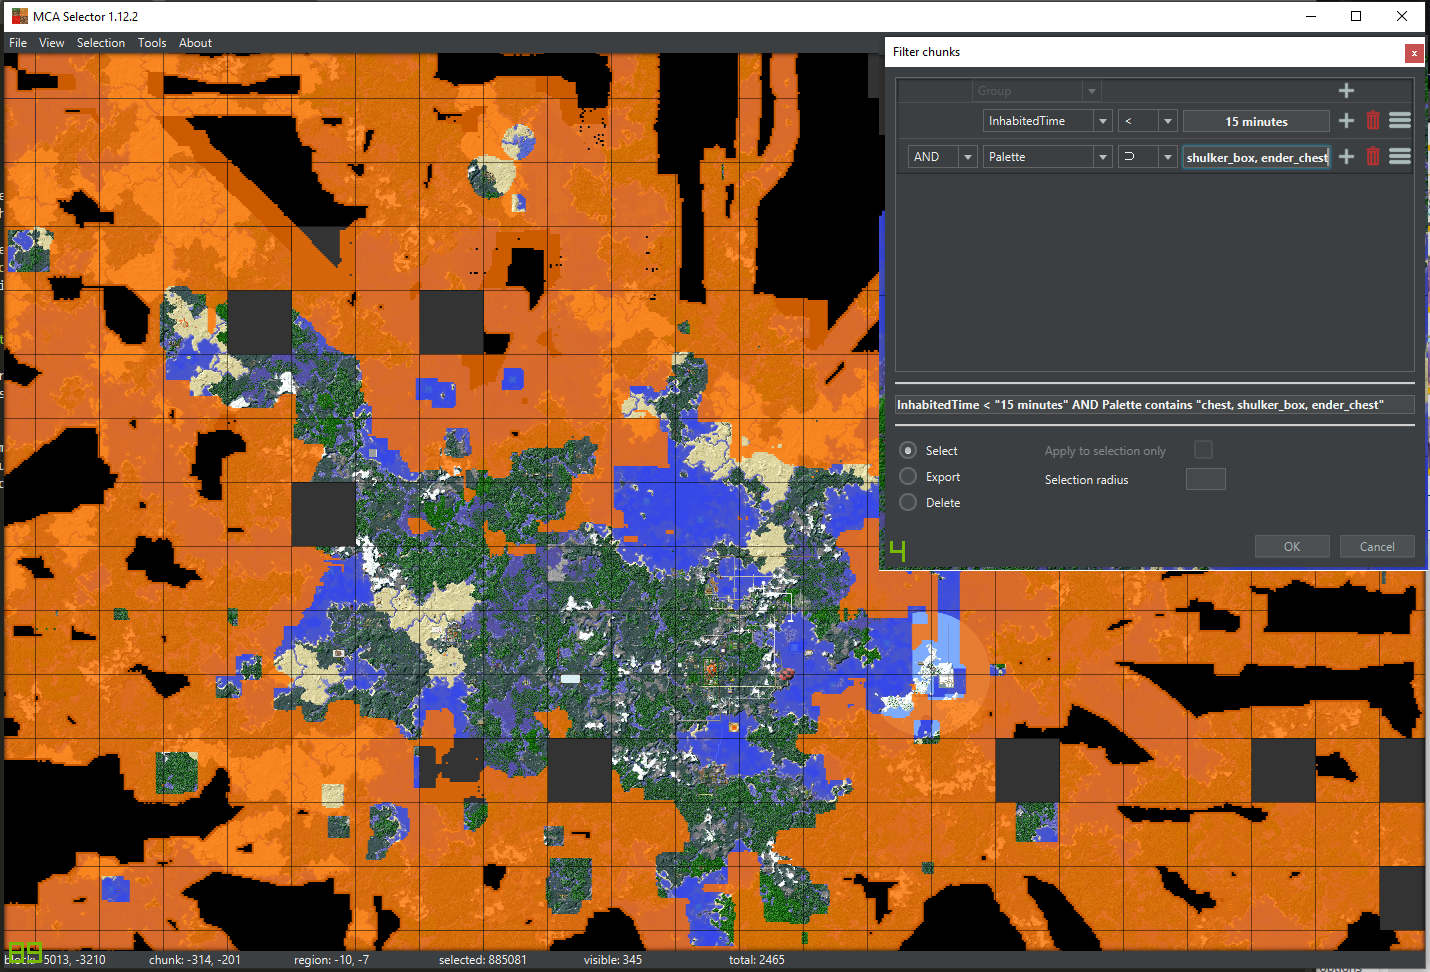 MCA Selector 1.12.2
File View Selection Tools About
Filter chunks
x
Group
InhabitedTime < 15 minutes
AND Palette ⊃ shulker_box, ender_chest
InhabitedTime < "15 minutes" AND Palette contains "chest, shulker_box, ender_chest"
Select Apply to selection only
Export Selection radius
Delete
4
OK Cancel
89
5013, -3210 chunk: -314, -201 region: -10, -7 selected: 885081 visible: 345 total: 2465